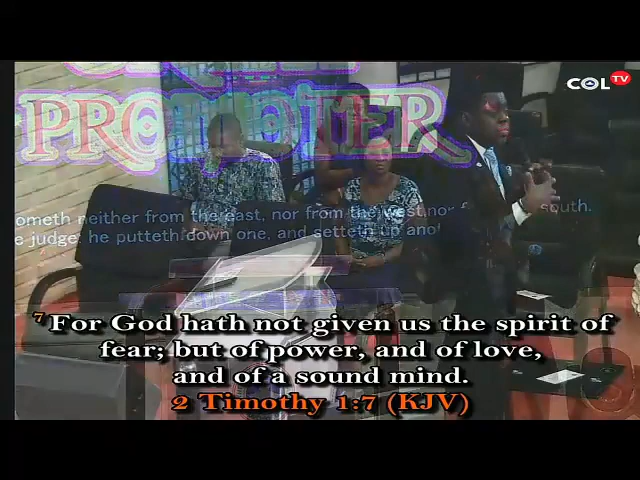 COL TV
PROMOTER
ometh neither from the east, nor from the west, nor south.
e judge: he putteth down one, and setteth up ano
7 For God hath not given us the spirit of
fear; but of power, and of love,
and of a sound mind.
2 Timothy 1:7 (KJV)